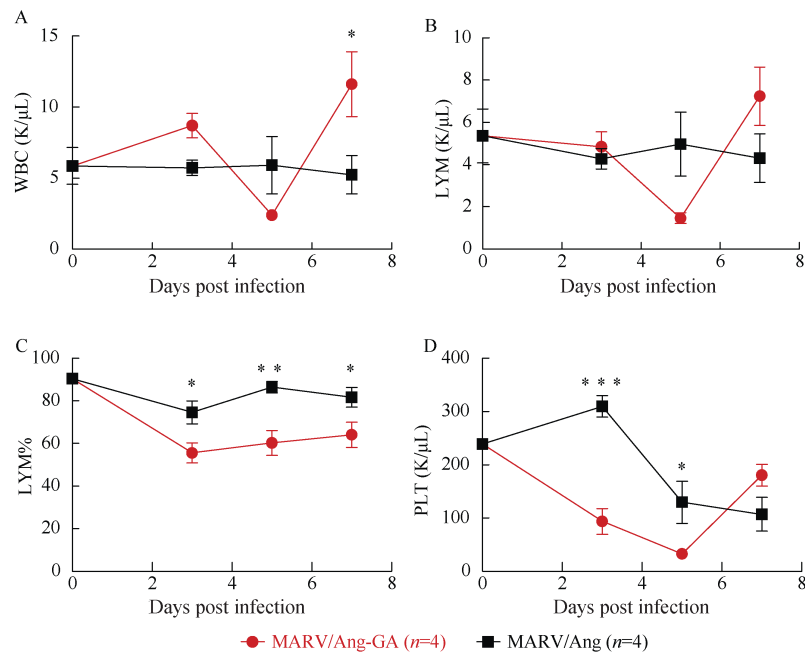 A
WBC (K/μL)
15
10
5
0
*
0 2 4 6 8
Days post infection
B
LYM (K/μL)
10
8
6
4
2
0
0 2 4 6 8
Days post infection
C
LYM%
100
80
60
40
20
0
* ** *
0 2 4 6 8
Days post infection
D
PLT (K/μL)
400
300
200
100
0
***
*
0 2 4 6 8
Days post infection
MARV/Ang-GA (n=4) MARV/Ang (n=4)